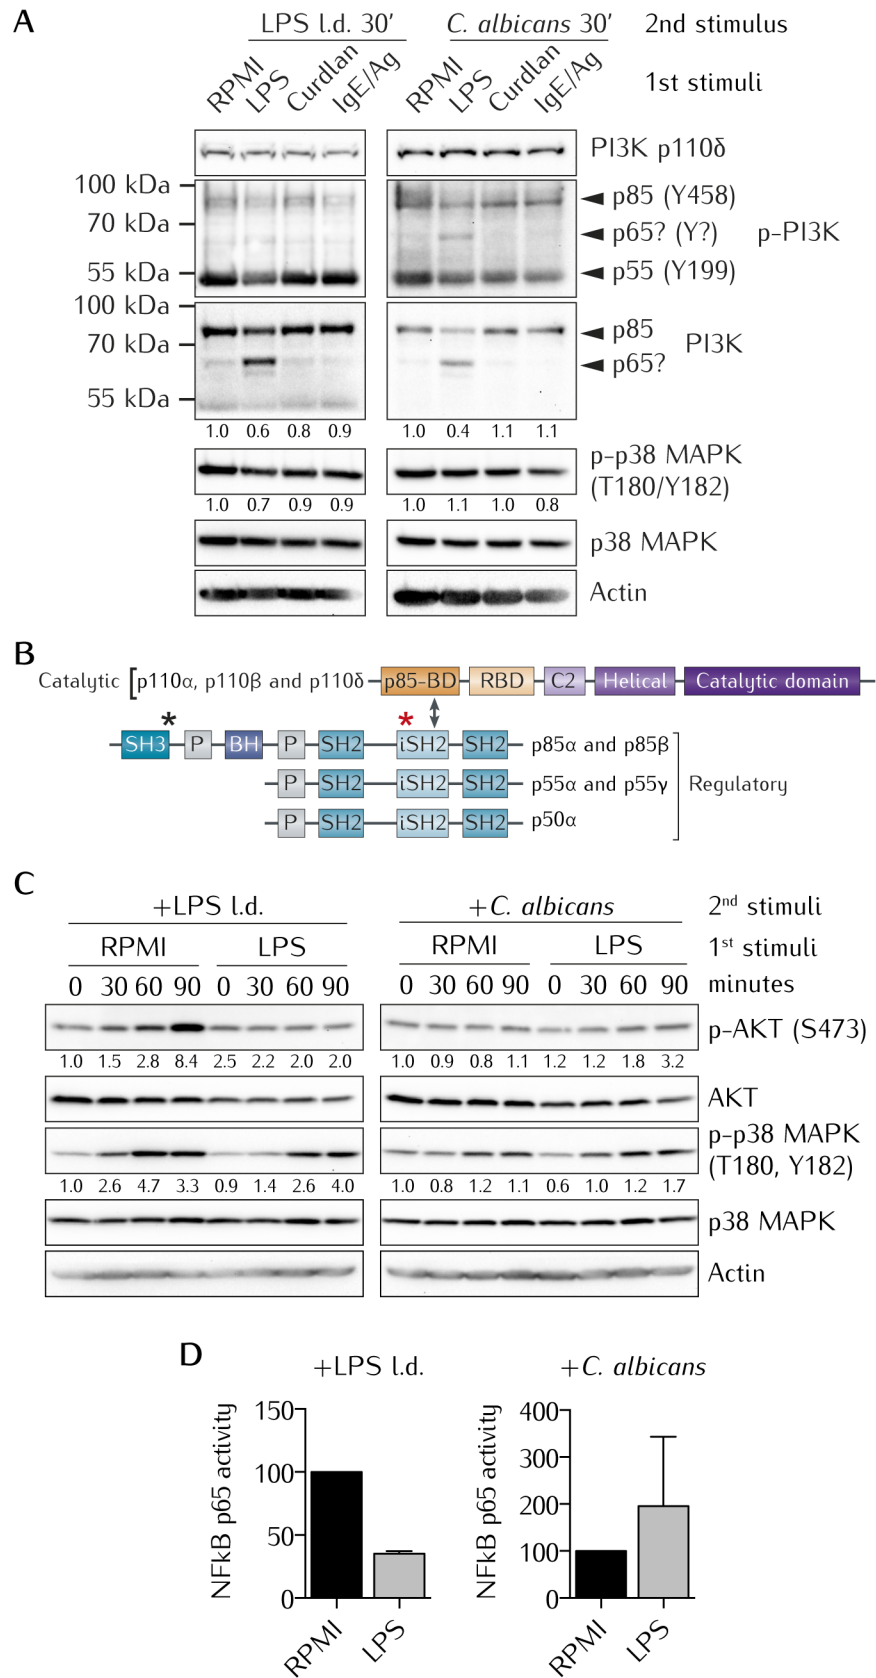 A
LPS l.d. 30′ C. albicans 30′ 2nd stimulus
RPMI LPS Curdlan IgE/Ag RPMI LPS Curdlan IgE/Ag 1st stimuli
PI3K p110δ
100 kDa p85 (Y458)
70 kDa p65? (Y?) p-PI3K
55 kDa p55 (Y199)
100 kDa p85
70 kDa PI3K
p65?
55 kDa
1.0 0.6 0.8 0.9 1.0 0.4 1.1 1.1
p-p38 MAPK
(T180/Y182)
1.0 0.7 0.9 0.9 1.0 1.1 1.0 0.8
p38 MAPK
Actin
B
Catalytic [p110α, p110β and p110δ p85-BD RBD C2 Helical Catalytic domain
* *
SH3 P BH P SH2 iSH2 SH2 p85α and p85β
P SH2 iSH2 SH2 p55α and p55γ Regulatory
P SH2 iSH2 SH2 p50α
C
+LPS l.d. +C. albicans 2nd stimuli
RPMI LPS RPMI LPS 1st stimuli
0 30 60 90 0 30 60 90 0 30 60 90 0 30 60 90 minutes
p-AKT (S473)
1.0 1.5 2.8 8.4 2.5 2.2 2.0 2.0 1.0 0.9 0.8 1.1 1.2 1.2 1.8 3.2
AKT
p-p38 MAPK
(T180, Y182)
1.0 2.6 4.7 3.3 0.9 1.4 2.6 4.0 1.0 0.8 1.2 1.1 0.6 1.0 1.2 1.7
p38 MAPK
Actin
D
+LPS l.d. +C. albicans
NFkB p65 activity
150
100
50
0
RPMI LPS
NFkB p65 activity
400
300
200
100
0
RPMI LPS